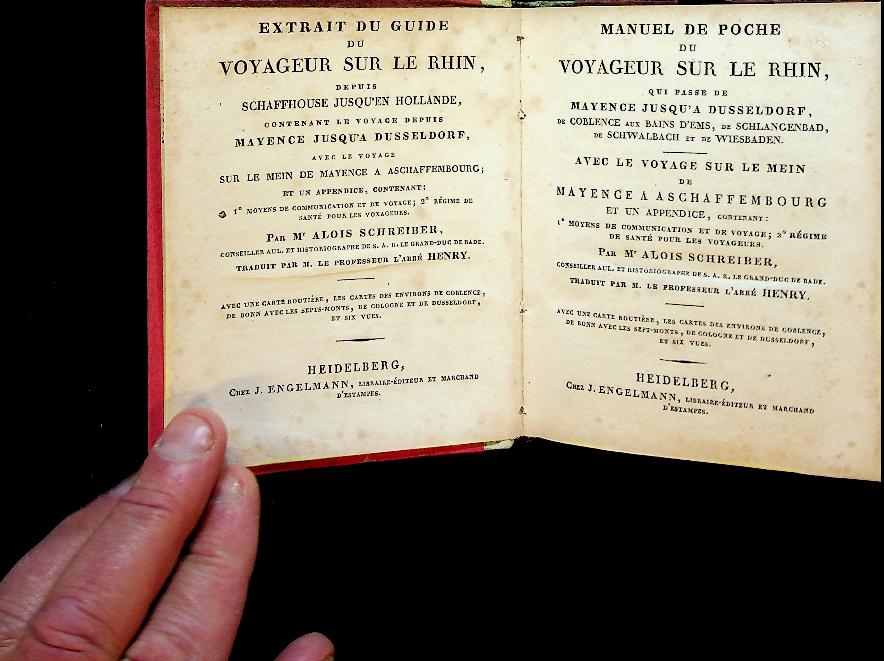 EXTRAIT DU GUIDE
DU
VOYAGEUR SUR LE RHIN,
DEPUIS
SCHAFFHOUSE JUSQU'EN HOLLANDE,
CONTENANT LE VOYAGE DEPUIS
MAYENCE JUSQU'A DUSSELDORF,
AVEC LE VOYAGE
SUR LE MEIN DE MAYENCE A ASCHAFFEMBOURG;
ET UN APPENDICE, CONTENANT:
1° MOYENS DE COMMUNICATION ET DE VOYAGE; 2° RÉGIME DE
SANTÉ POUR LES VOYAGEURS.
PAR Mr ALOIS SCHREIBER,
CONSEILLER AUL. ET HISTORIOGRAPHE DE S. A. R. LE GRAND-DUC DE BADE.
TRADUIT PAR M. LE PROFESSEUR L'ABBÉ HENRY.
AVEC UNE CARTE ROUTIÈRE, LES CARTES DES ENVIRONS DE COBLENCE,
DE BONN AVEC LES SEPTS-MONTS, DE COLOGNE ET DE DUSSELDORF,
ET SIX VUES.
HEIDELBERG,
CHEZ J. ENGELMANN, LIBRAIRE-ÉDITEUR ET MARCHAND
D'ESTAMPES.
MANUEL DE POCHE
DU
VOYAGEUR SUR LE RHIN,
QUI PASSE DE
MAYENCE JUSQU'A DUSSELDORF,
DE COBLENCE AUX BAINS D'EMS, DE SCHLANGENBAD,
DE SCHWALBACH ET DE WIESBADEN.
AVEC LE VOYAGE SUR LE MEIN
DE
MAYENCE A ASCHAFFEMBOURG
ET UN APPENDICE, CONTENANT:
1° MOYENS DE COMMUNICATION ET DE VOYAGE; 2° RÉGIME
DE SANTÉ POUR LES VOYAGEURS.
PAR Mr ALOIS SCHREIBER,
CONSEILLER AUL. ET HISTORIOGRAPHE DE S. A. R. LE GRAND-DUC DE BADE.
TRADUIT PAR M. LE PROFESSEUR L'ABBÉ HENRY.
AVEC UNE CARTE ROUTIÈRE, LES CARTES DES ENVIRONS DE COBLENCE,
DE BONN AVEC LES SEPT-MONTS, DE COLOGNE ET DE DUSSELDORF,
ET SIX VUES.
HEIDELBERG,
CHEZ J. ENGELMANN, LIBRAIRE-ÉDITEUR ET MARCHAND
D'ESTAMPES.